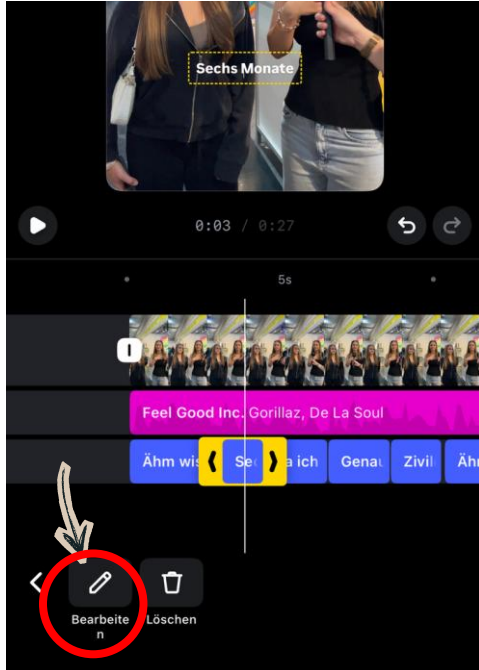 Sechs Monate
0:03 / 0:27
5s
Feel Good Inc. Gorillaz, De La Soul
Ähm wis Se a ich Genau Zivil Äh
Bearbeite
n
Löschen